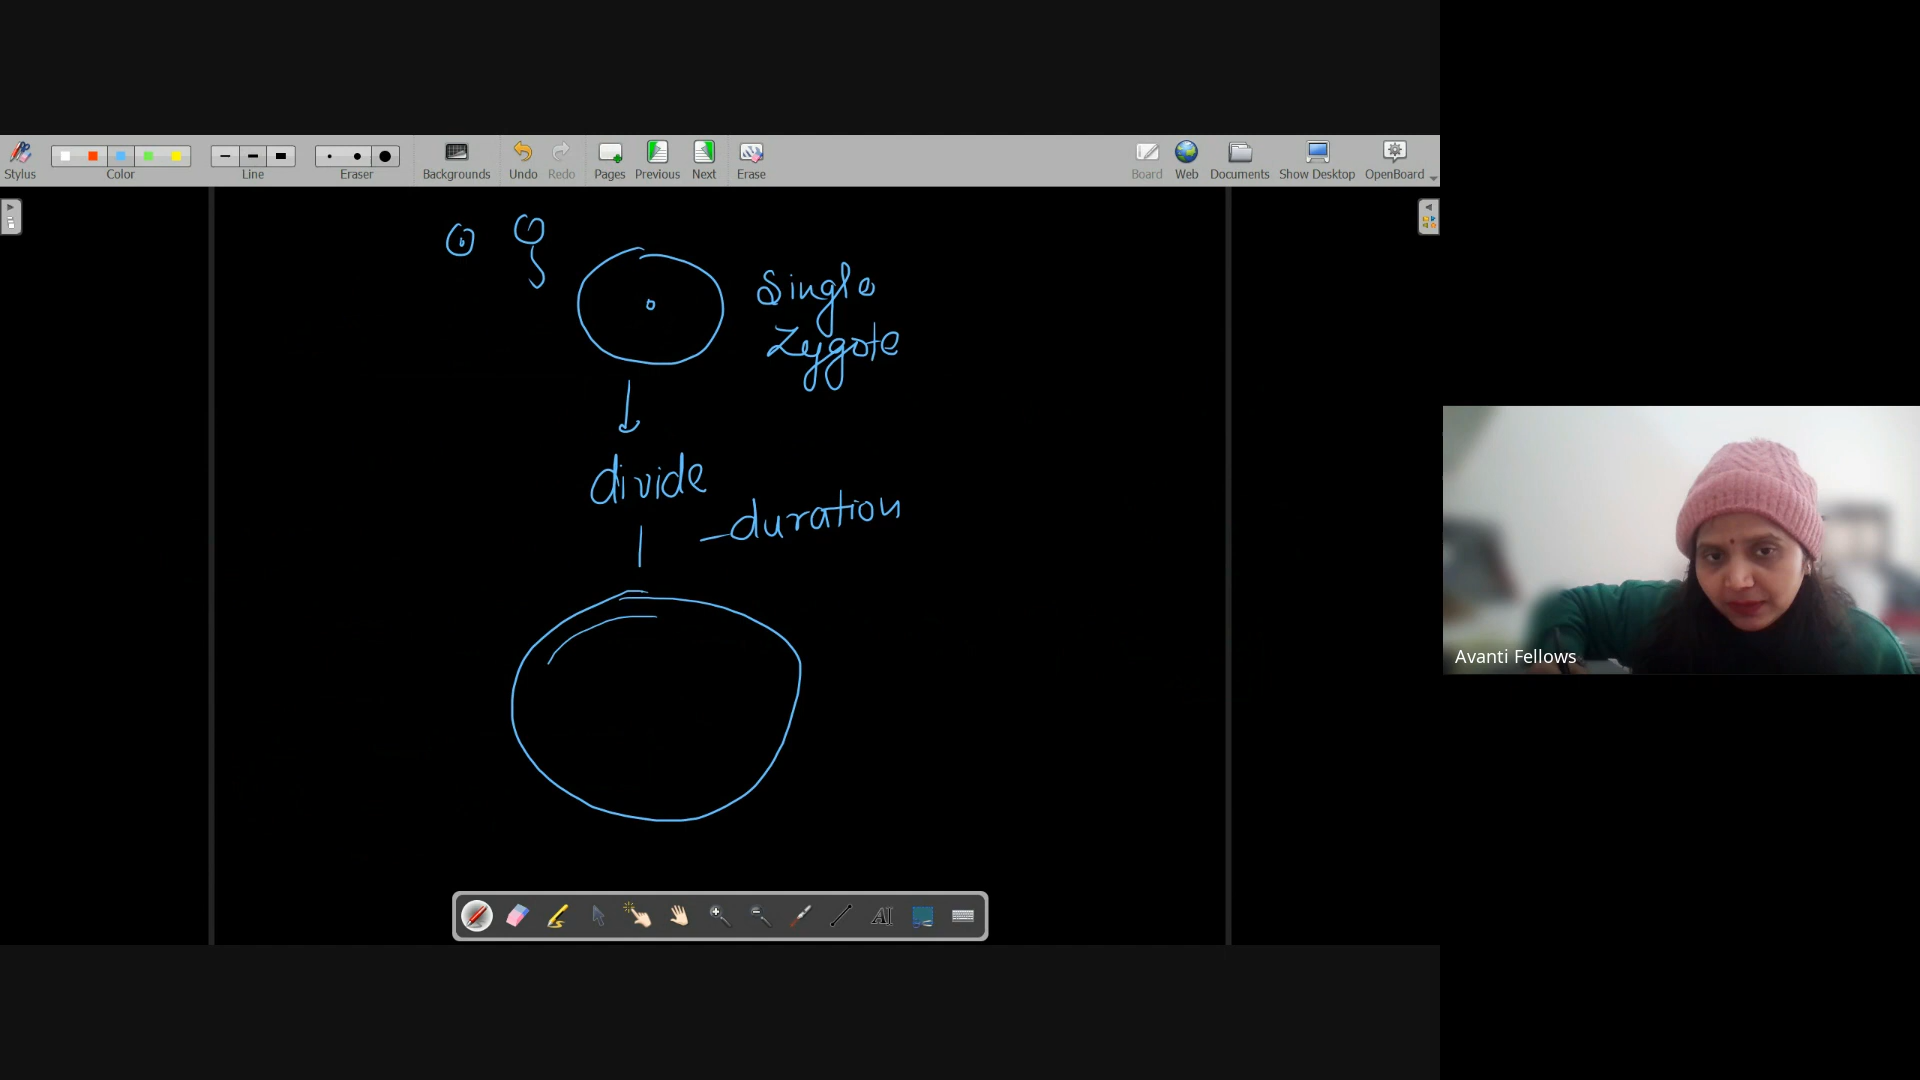 Stylus
Color
Line
Eraser
Backgrounds
Undo
Redo
Pages
Previous
Next
Erase
Board
Web
Documents
Show Desktop
OpenBoard
Single
Zygote
divide
duration
AI
Avanti Fellows